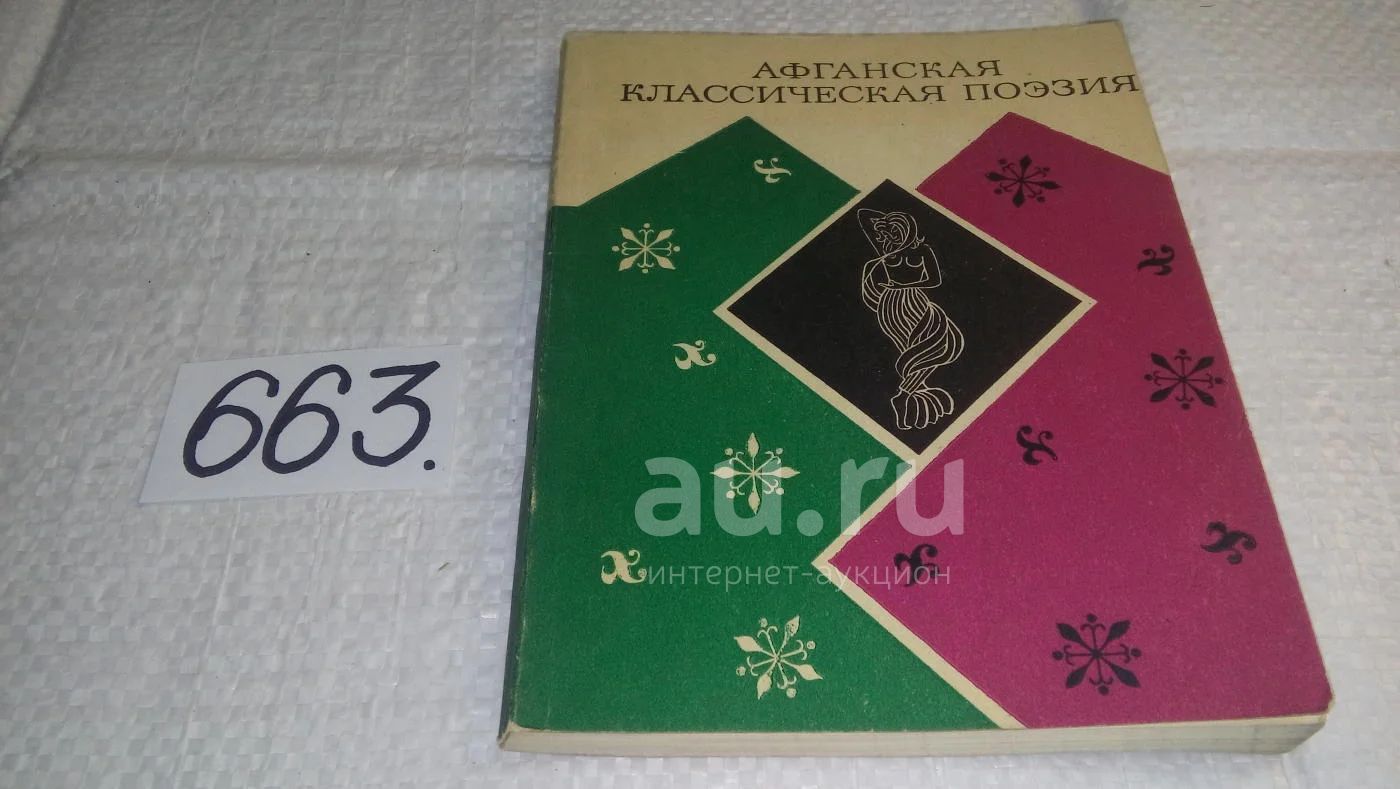 АФГАНСКАЯ
КЛАССИЧЕСКАЯ ПОЭЗИЯ
663.
au.ru
интернет-аукцион